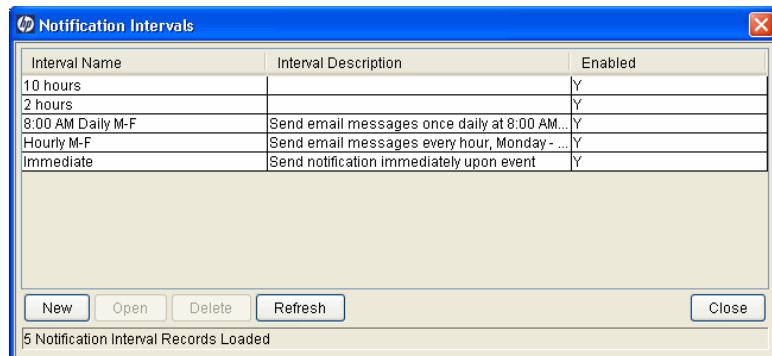 hp Notification Intervals
Interval Name Interval Description Enabled
10 hours Y
2 hours Y
8:00 AM Daily M-F Send email messages once daily at 8:00 AM... Y
Hourly M-F Send email messages every hour, Monday - ... Y
Immediate Send notification immediately upon event Y
New Open Delete Refresh Close
5 Notification Interval Records Loaded